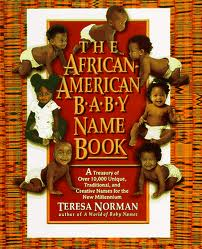 THE
AFRICAN-
AMERICAN
B•A•B•Y
NAME
BOOK
A Treasury of
Over 10,000 Unique,
Traditional, and
Creative Names for the
New Millennium
TERESA NORMAN
author of A World of Baby Names